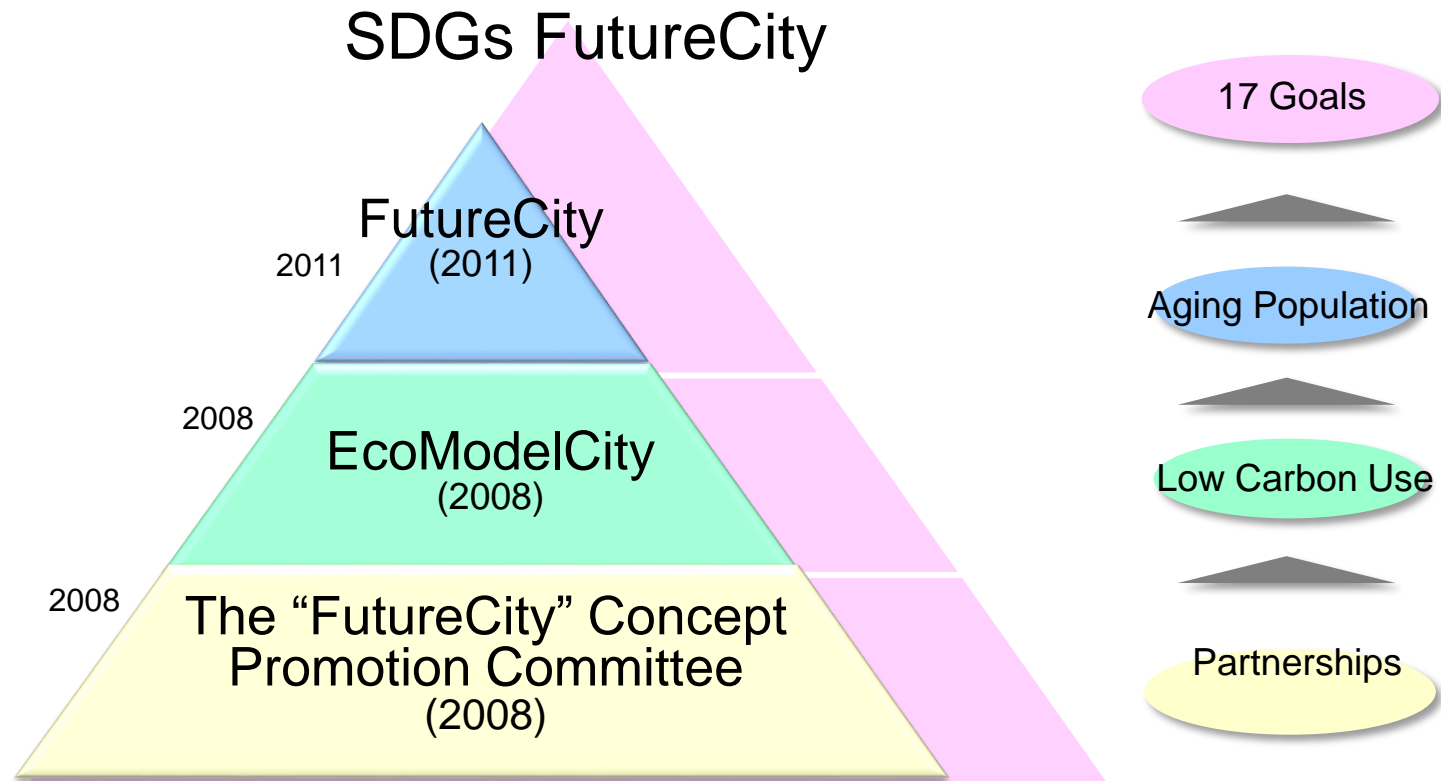 SDGs FutureCity
FutureCity
(2011)
2011
EcoModelCity
(2008)
2008
The “FutureCity” Concept
Promotion Committee
(2008)
2008
17 Goals
Aging Population
Low Carbon Use
Partnerships